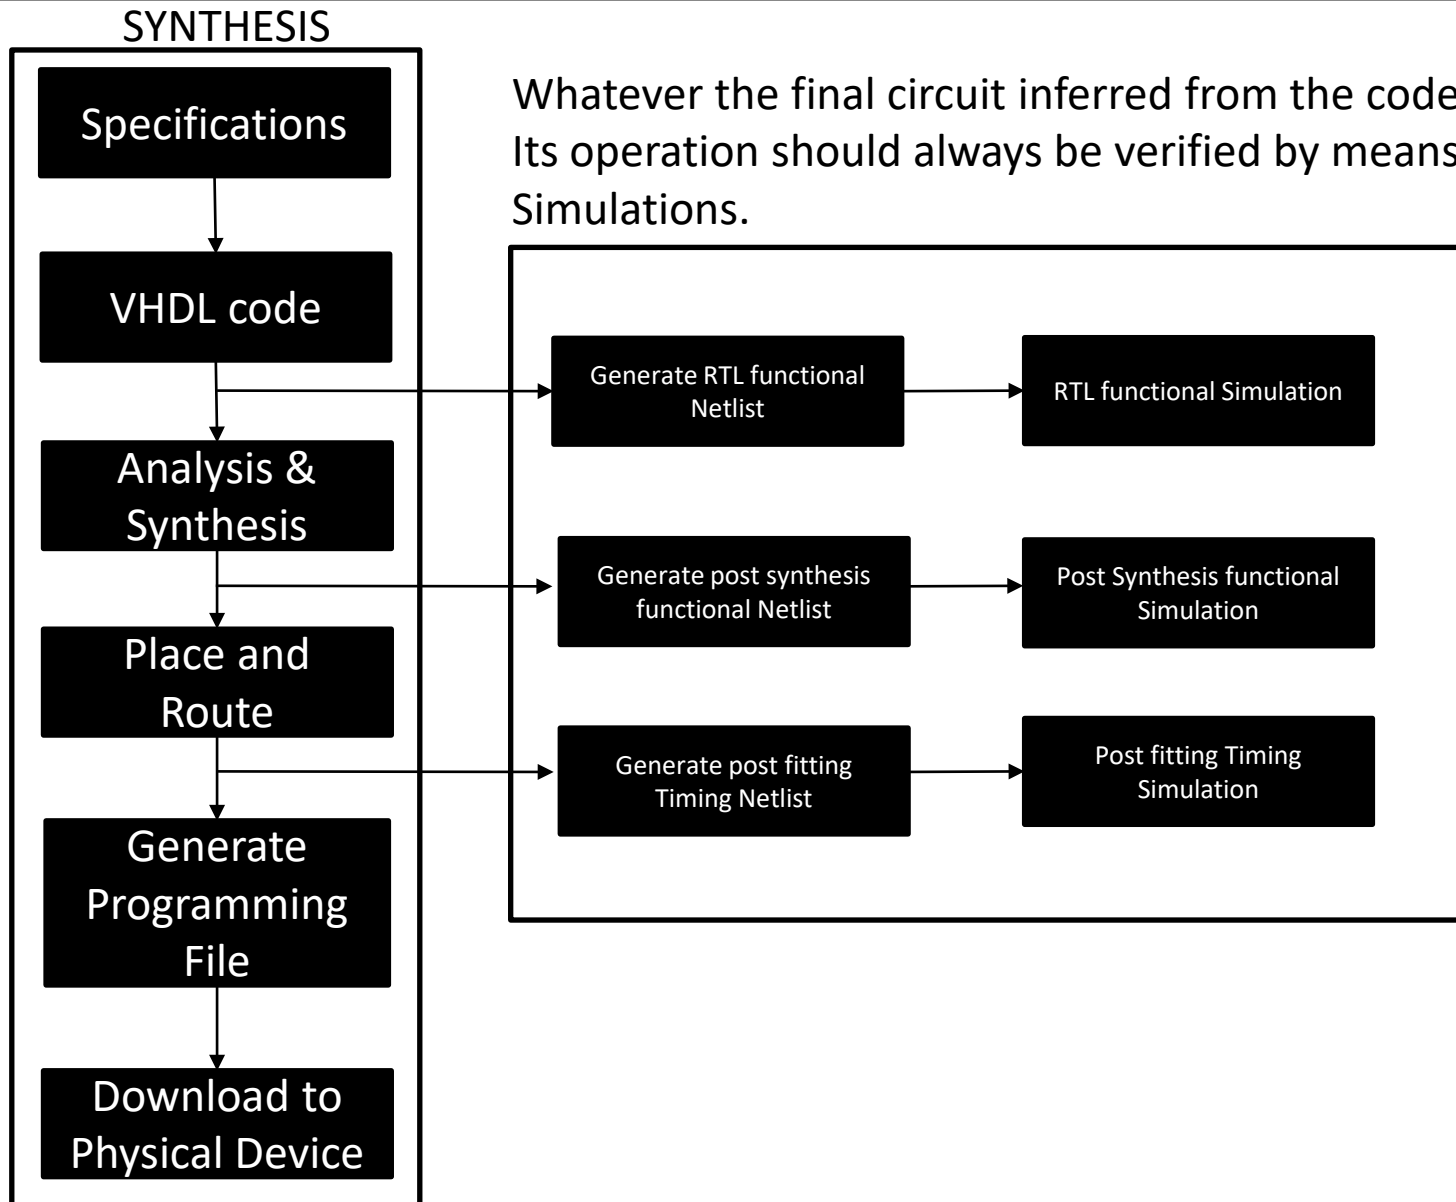 SYNTHESIS
Specifications
VHDL code
Analysis &
Synthesis
Place and
Route
Generate
Programming
File
Download to
Physical Device
Whatever the final circuit inferred from the code
Its operation should always be verified by means
Simulations.
Generate RTL functional
Netlist
RTL functional Simulation
Generate post synthesis
functional Netlist
Post Synthesis functional
Simulation
Generate post fitting
Timing Netlist
Post fitting Timing
Simulation